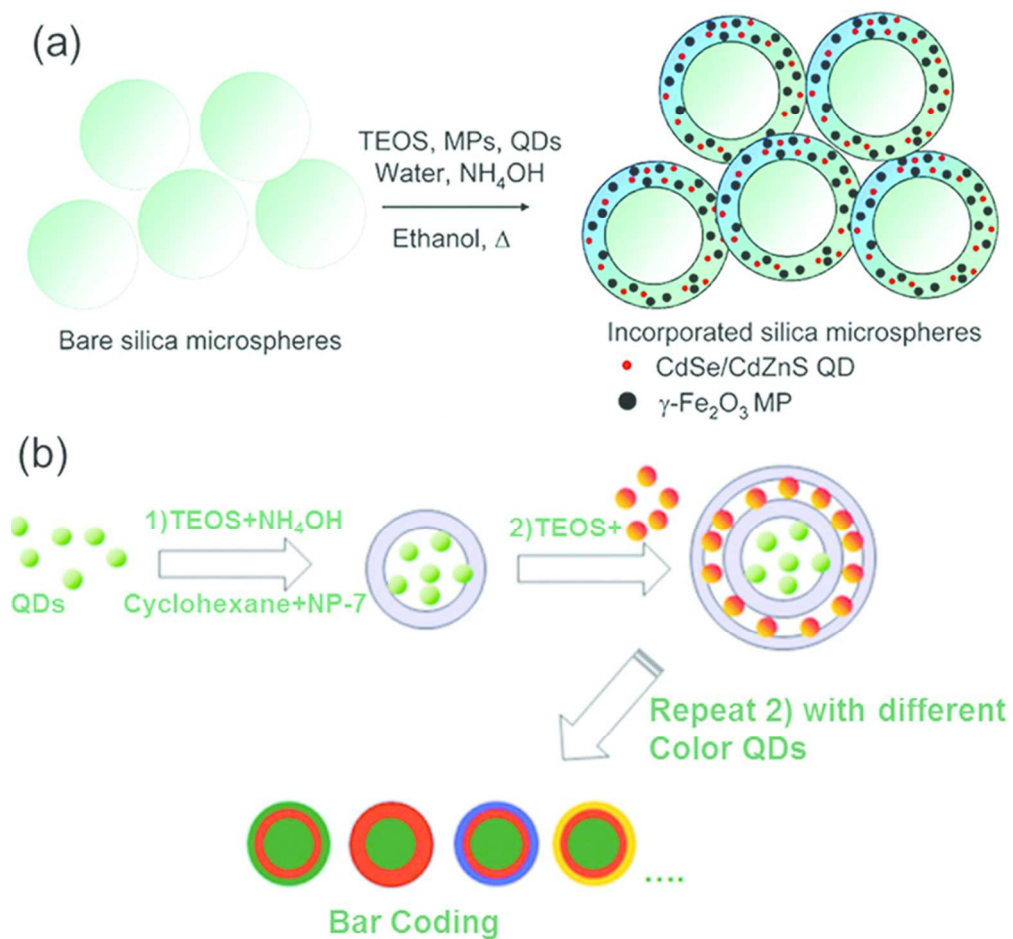 (a)
TEOS, MPs, QDs
Water, NH₄OH
Ethanol, Δ
Bare silica microspheres
Incorporated silica microspheres
CdSe/CdZnS QD
γ-Fe₂O₃ MP
(b)
1)TEOS+NH₄OH
2)TEOS+
QDs
Cyclohexane+NP-7
Repeat 2) with different
Color QDs
....
Bar Coding